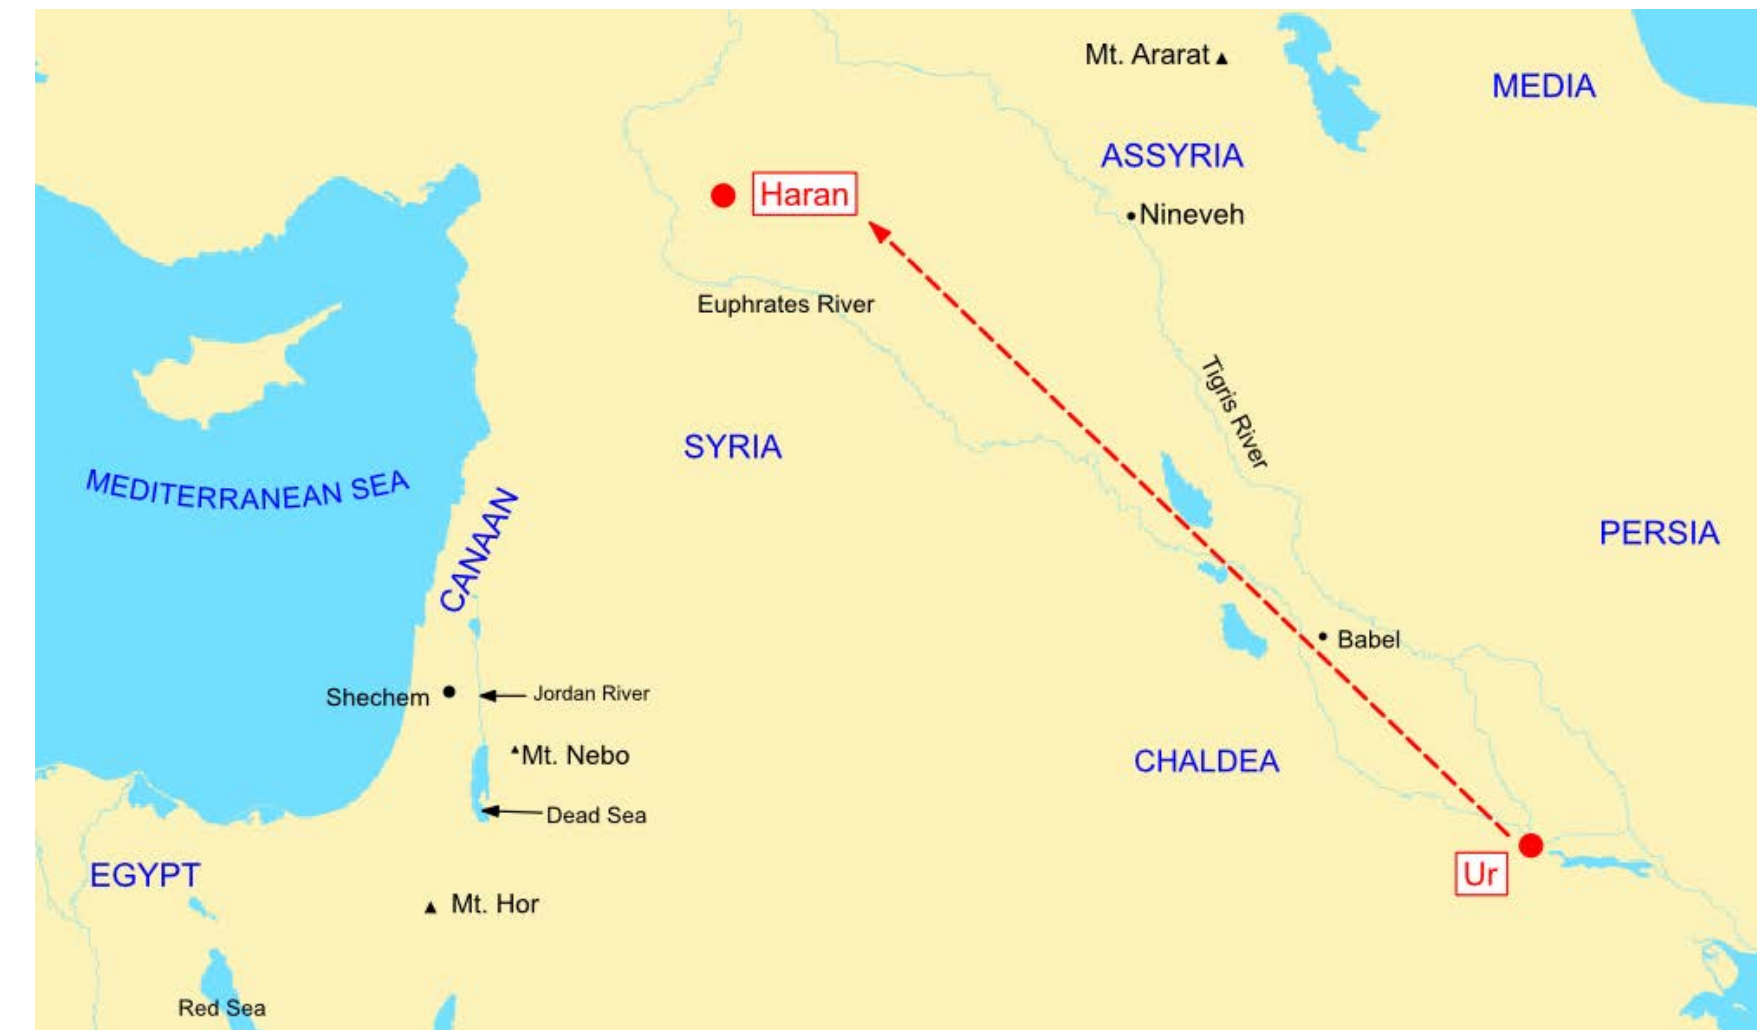 Mt. Ararat
MEDIA
ASSYRIA
Haran
Nineveh
Euphrates River
Tigris River
SYRIA
MEDITERRANEAN SEA
CANAAN
PERSIA
Babel
Shechem
Jordan River
Mt. Nebo
CHALDEA
Dead Sea
EGYPT
Ur
Mt. Hor
Red Sea